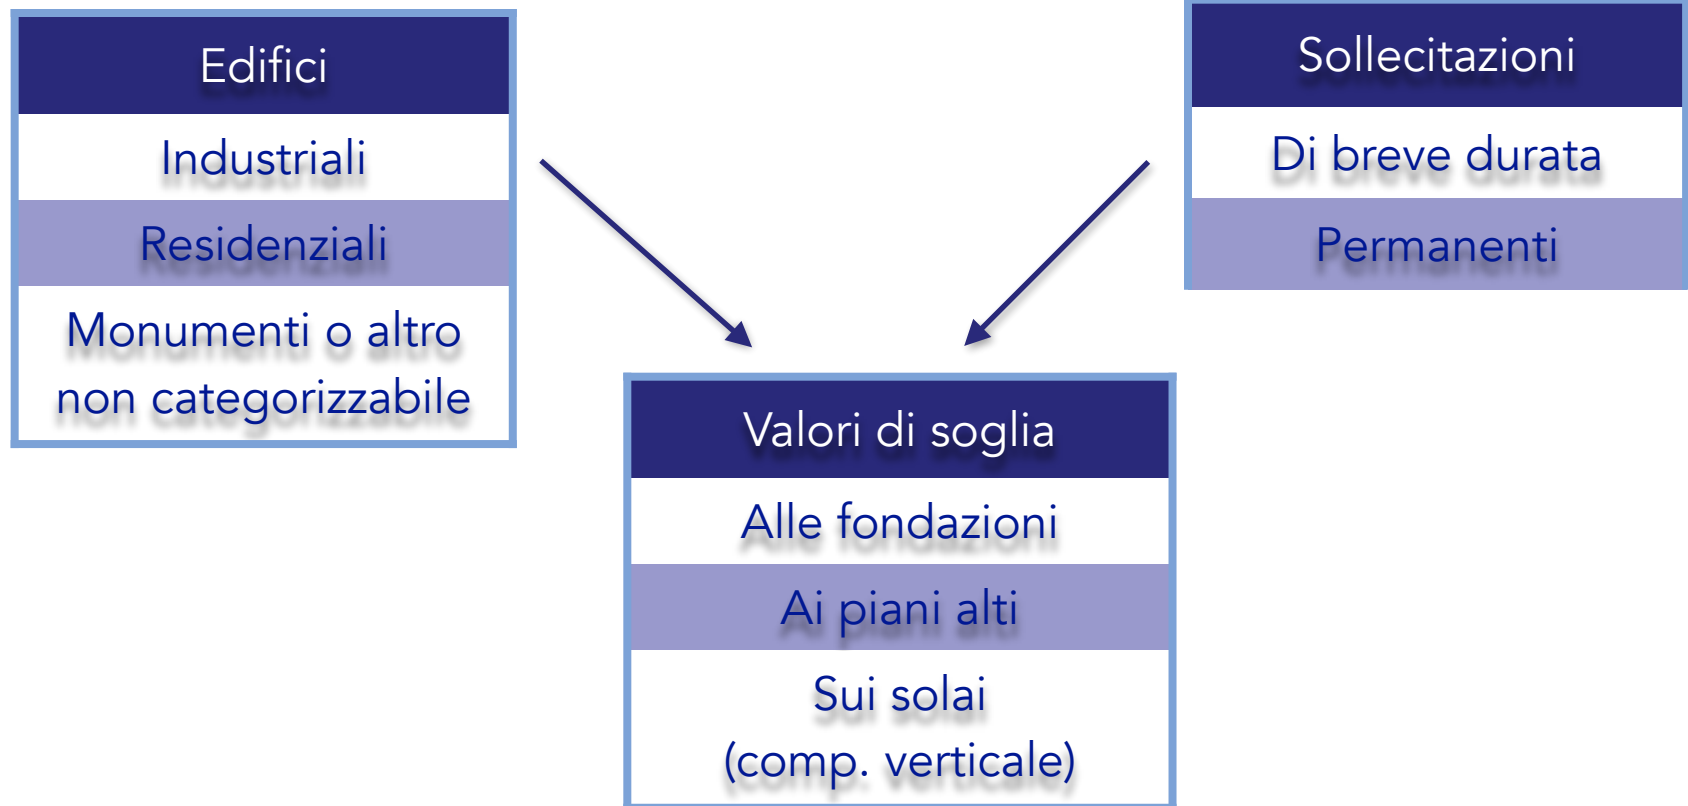 Edifici
Industriali
Residenziali
Monumenti o altro
non categorizzabile
Sollecitazioni
Di breve durata
Permanenti
Valori di soglia
Alle fondazioni
Ai piani alti
Sui solai
(comp. verticale)